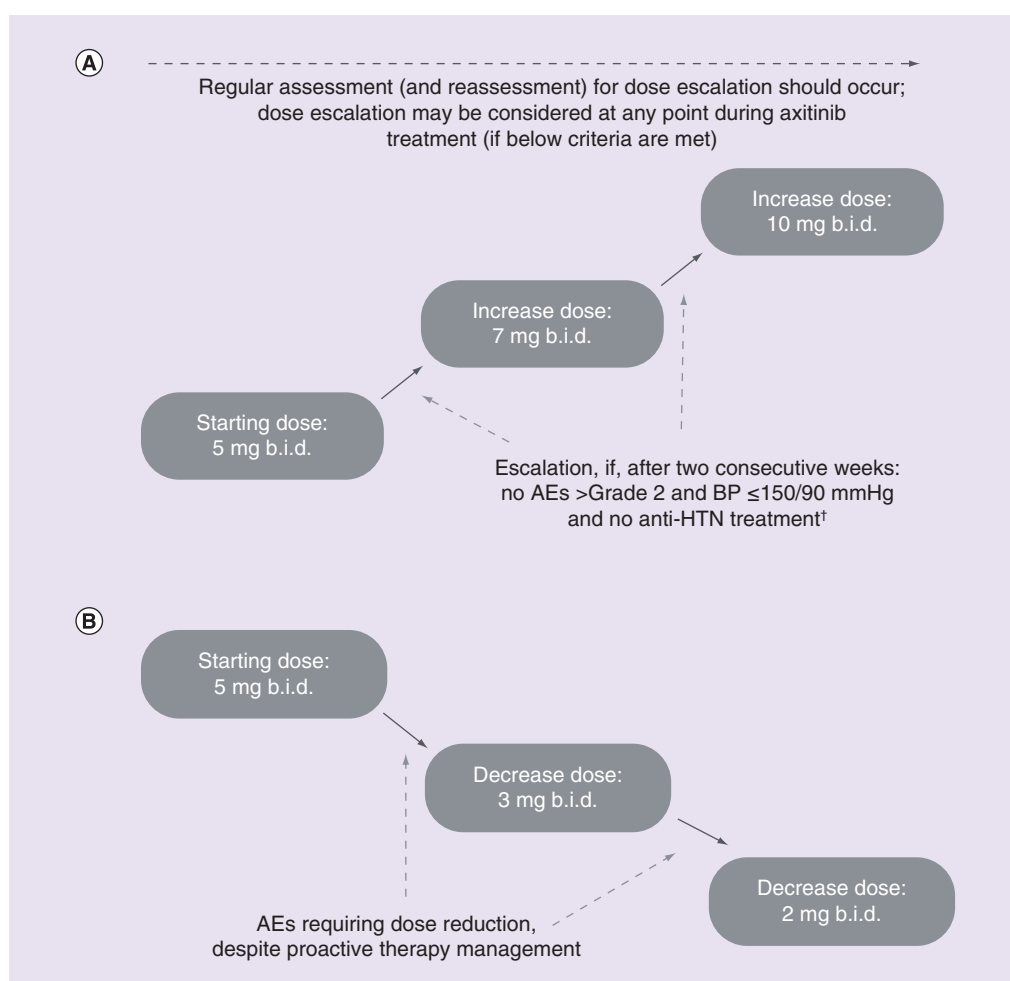 A
Regular assessment (and reassessment) for dose escalation should occur;
dose escalation may be considered at any point during axitinib
treatment (if below criteria are met)
Increase dose:
10 mg b.i.d.
Increase dose:
7 mg b.i.d.
Starting dose:
5 mg b.i.d.
Escalation, if, after two consecutive weeks:
no AEs >Grade 2 and BP ≤150/90 mmHg
and no anti-HTN treatment†
B
Starting dose:
5 mg b.i.d.
Decrease dose:
3 mg b.i.d.
Decrease dose:
2 mg b.i.d.
AEs requiring dose reduction,
despite proactive therapy management